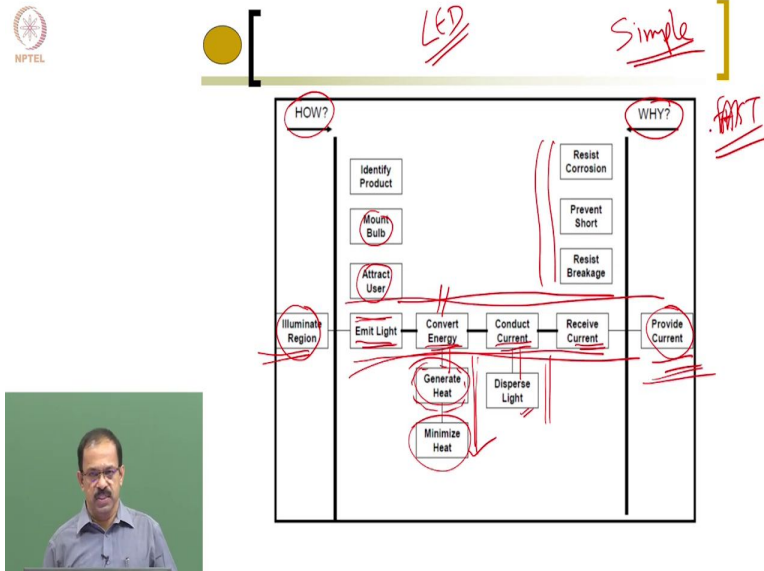 NPTEL
LED
Simple
HOW?
WHY?
FAST
Identify
Product
Mount
Bulb
Attract
User
Resist
Corrosion
Prevent
Short
Resist
Breakage
Illuminate
Region
Emit Light
Convert
Energy
Conduct
Current
Receive
Current
Provide
Current
Generate
Heat
Minimize
Heat
Disperse
Light